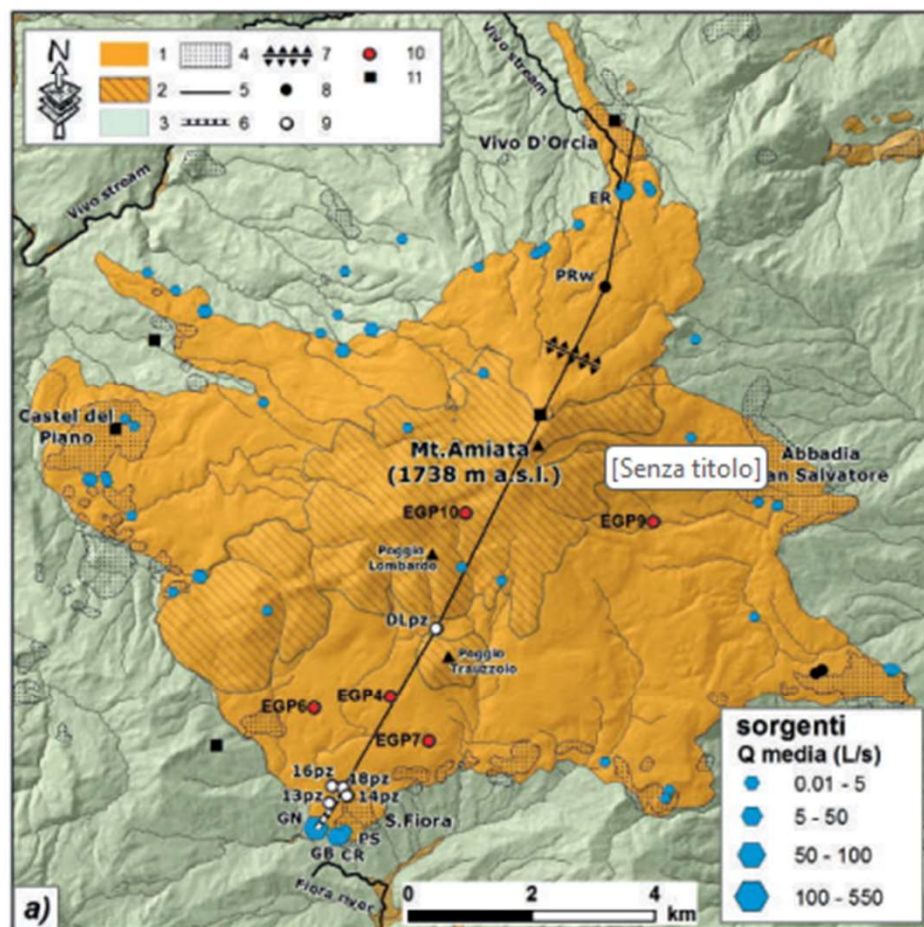 N
1
2
3
4
5
6
7
8
9
10
11
Vivo stream
Vivo D'Orcia
Vivo stream
ER
PRw
Castel del
Piano
Mt.Amiata
(1738 m a.s.l.)
[Senza titolo]
Abbadia
an Salvatore
EGP10
EGP9
Poggio
Lombardo
DLpz
Poggio
Trauzzolo
EGP4
EGP6
EGP7
16pz
18pz
13pz
14pz
GN
S.Fiora
PS
GB
CR
Fiora river
a)
0
2
4
km
sorgenti
Q media (L/s)
0.01 - 5
5 - 50
50 - 100
100 - 550